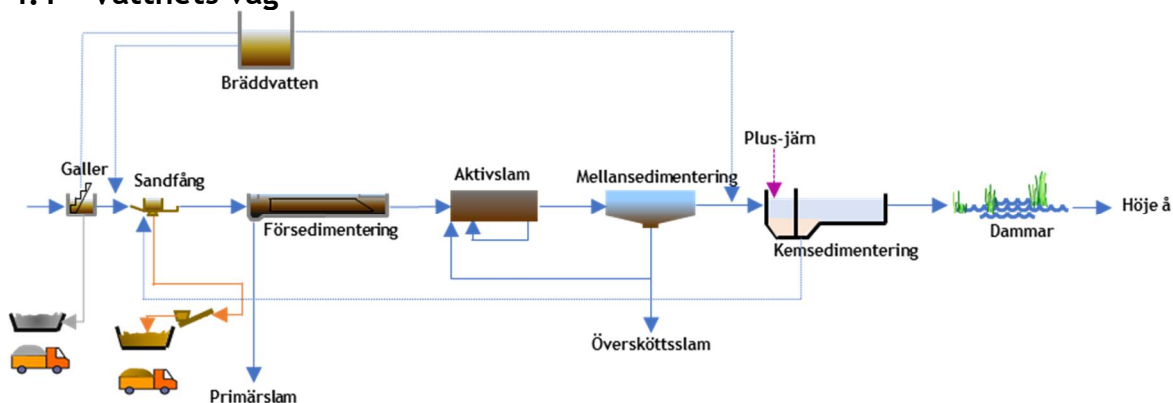 Bräddvatten
Plus-järn
Galler
Sandfång
Aktivslam
Mellansedimentering
Försedimentering
Kemsedimentering
Dammar
Höje å
Överskottsslam
Primärslam